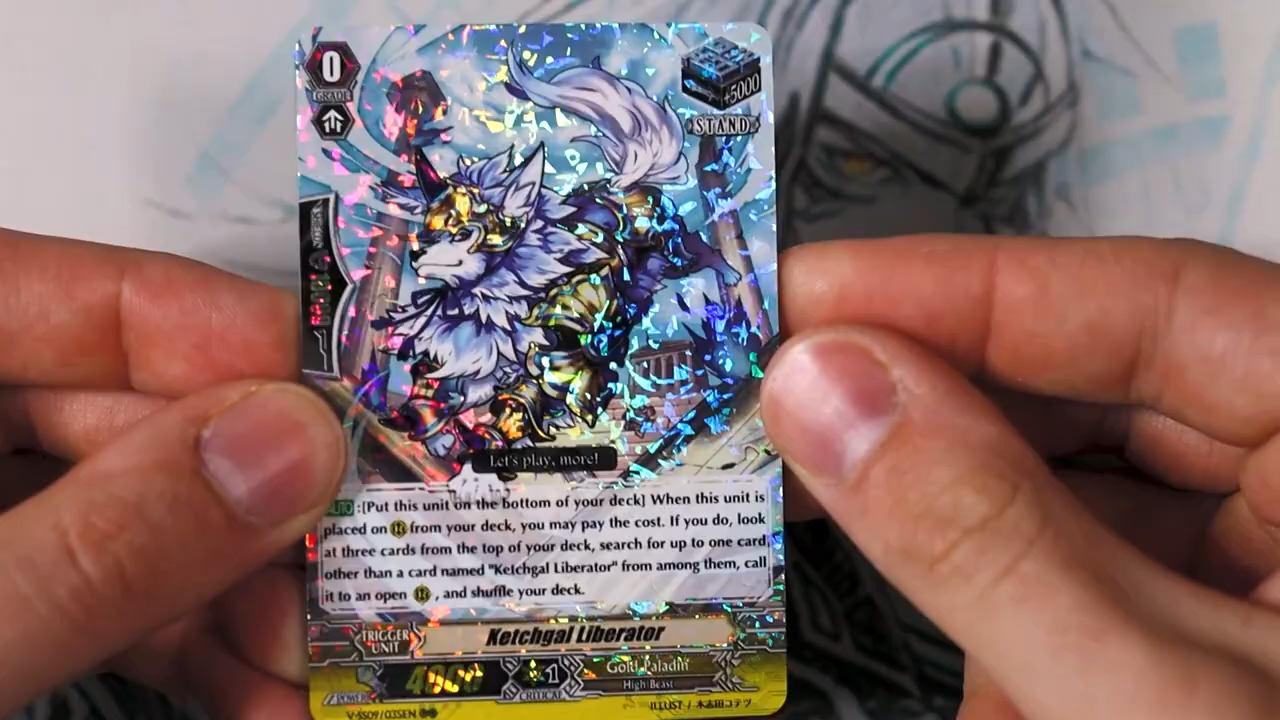 0
GRADE
+5000
STAND
Let's play, more!
AUTO :[Put this unit on the bottom of your deck] When this unit is
placed on R from your deck, you may pay the cost. If you do, look
at three cards from the top of your deck, search for up to one card
other than a card named "Ketchgal Liberator" from among them, call
it to an open R , and shuffle your deck.
TRIGGER
UNIT
Ketchgal Liberator
POWER
4000
1
CRITICAL
Gold Paladin
High Beast
V-SS09/035EN
ILLUST / 木志田コテツ